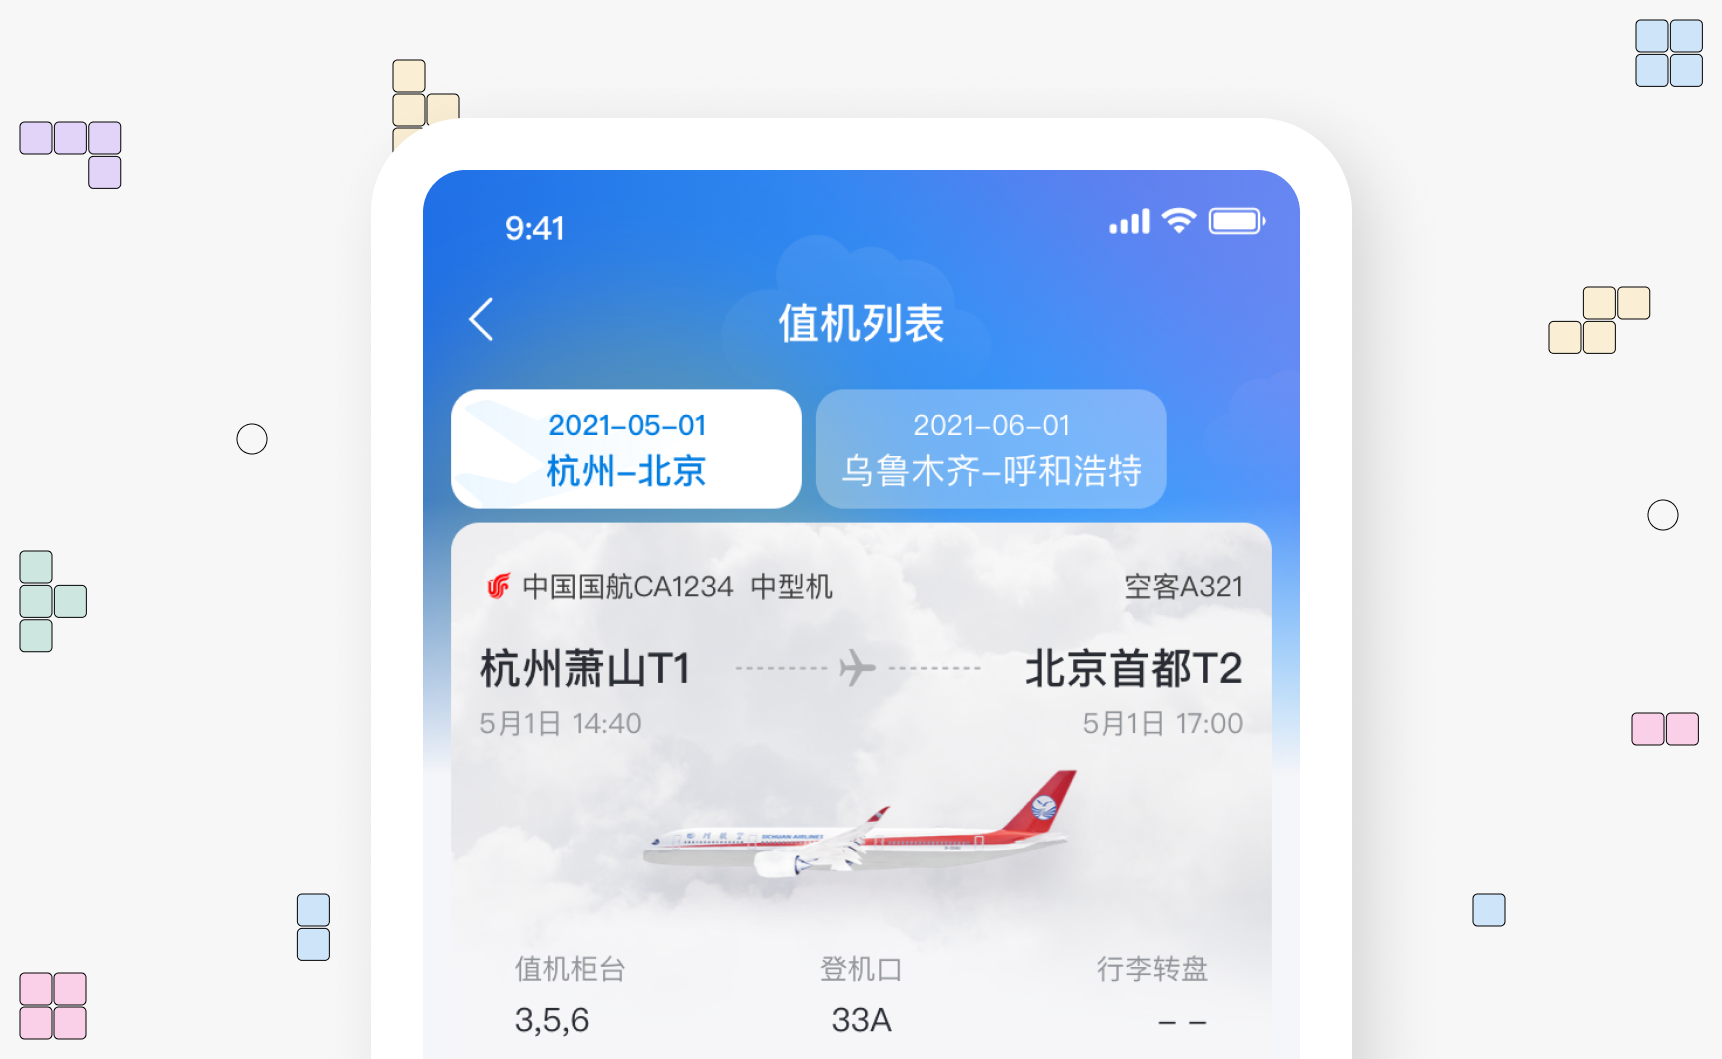 9:41
值机列表
2021-05-01
杭州-北京
2021-06-01
乌鲁木齐-呼和浩特
中国国航CA1234 中型机
空客A321
杭州萧山T1
北京首都T2
5月1日 14:40
5月1日 17:00
SICHUAN AIRLINES
值机柜台
登机口
行李转盘
3,5,6
33A
– –